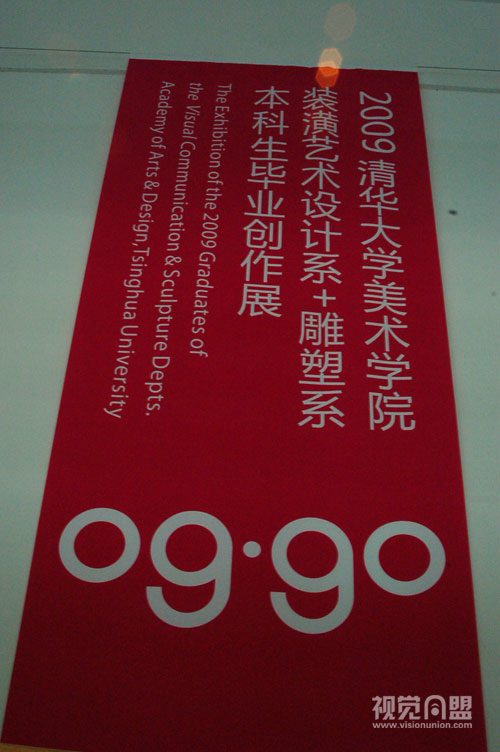 2009 清华大学美术学院
装潢艺术设计系+雕塑系
本科生毕业创作展
The Exhibition of the 2009 Graduates of
the Visual Communication & Sculpture Depts.
Academy of Arts & Design,Tsinghua University
og·go
视觉同盟
www.visionunion.com